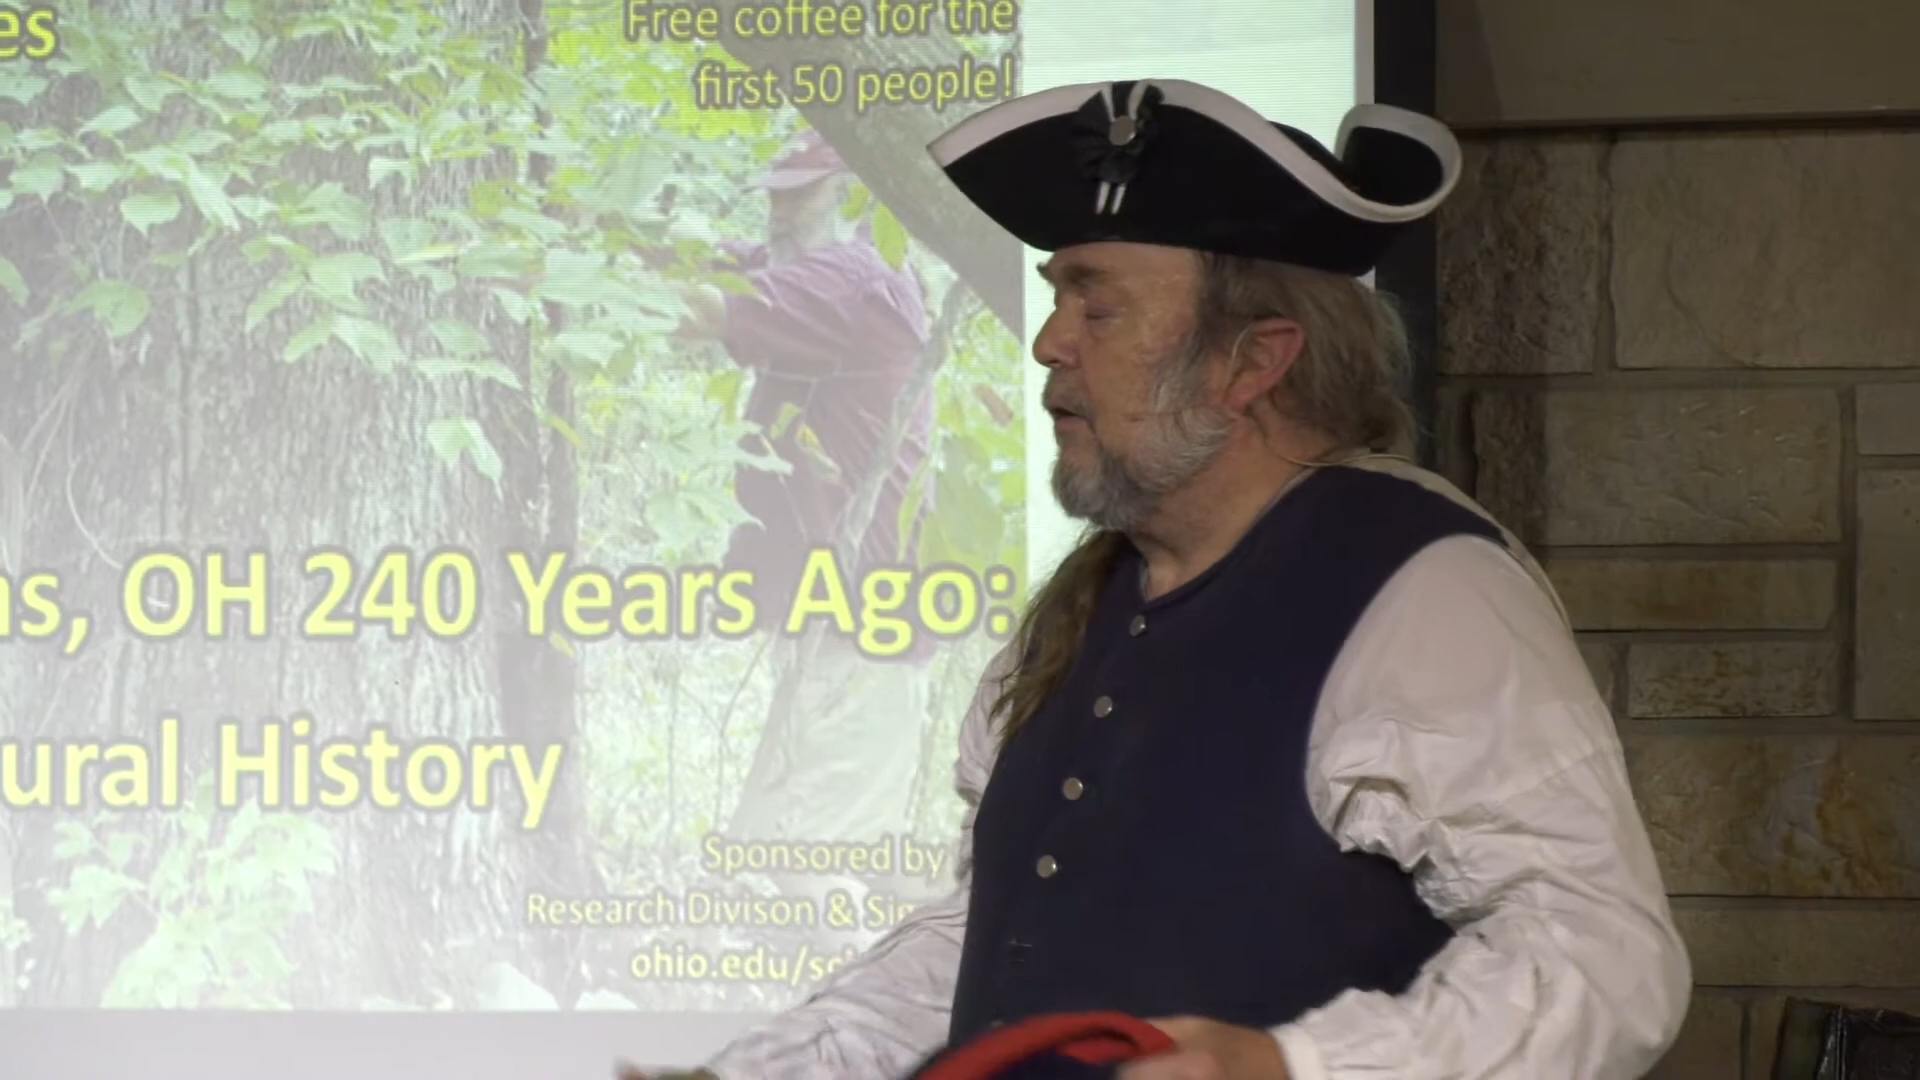 es
Free coffee for the
first 50 people!
s, OH 240 Years Ago:
ural History
Sponsored by
Research Divison & Sig
ohio.edu/sci